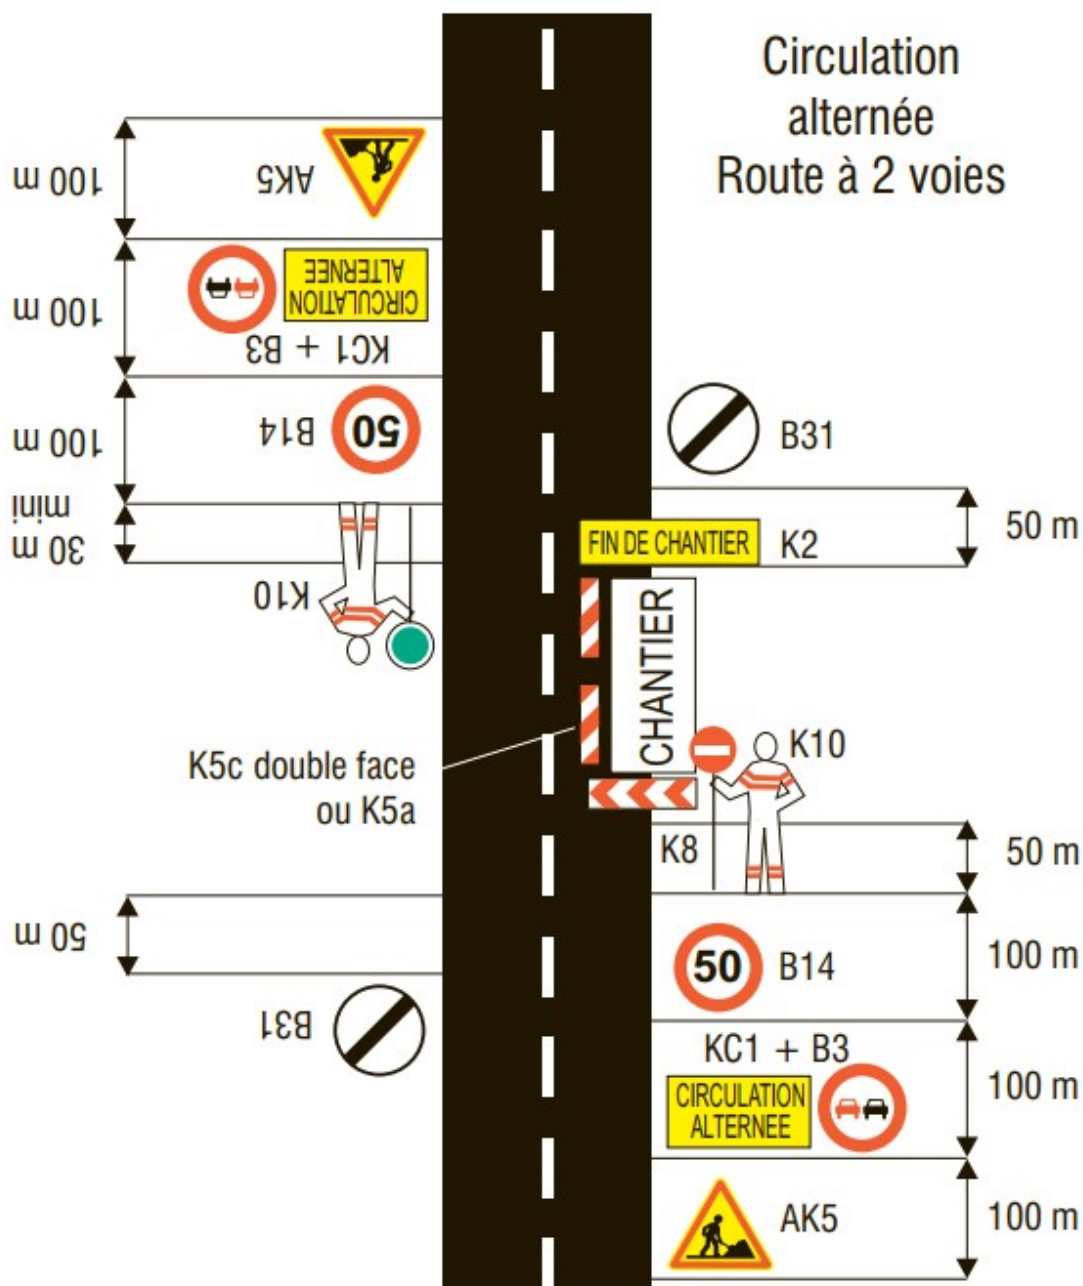 Circulation
alternée
Route à 2 voies
100 m
AK5
100 m
CIRCULATION
ALTERNEE
KC1 + B3
100 m
B14
50
mini
30 m
K10
B31
50 m
FIN DE CHANTIER
K2
CHANTIER
K10
K5c double face
ou K5a
K8
50 m
50 m
50
B14
100 m
B31
KC1 + B3
CIRCULATION
ALTERNEE
100 m
AK5
100 m